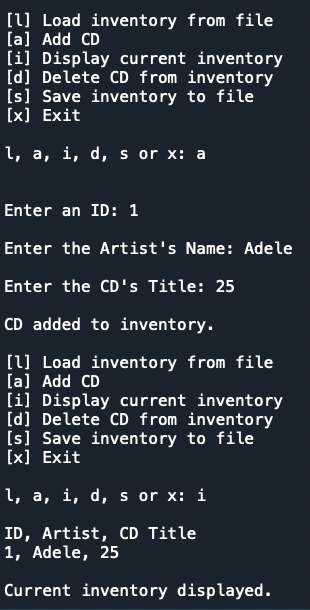 [l] Load inventory from file
[a] Add CD
[i] Display current inventory
[d] Delete CD from inventory
[s] Save inventory to file
[x] Exit
l, a, i, d, s or x: a
Enter an ID: 1
Enter the Artist's Name: Adele
Enter the CD's Title: 25
CD added to inventory.
[l] Load inventory from file
[a] Add CD
[i] Display current inventory
[d] Delete CD from inventory
[s] Save inventory to file
[x] Exit
l, a, i, d, s or x: i
ID, Artist, CD Title
1, Adele, 25
Current inventory displayed.